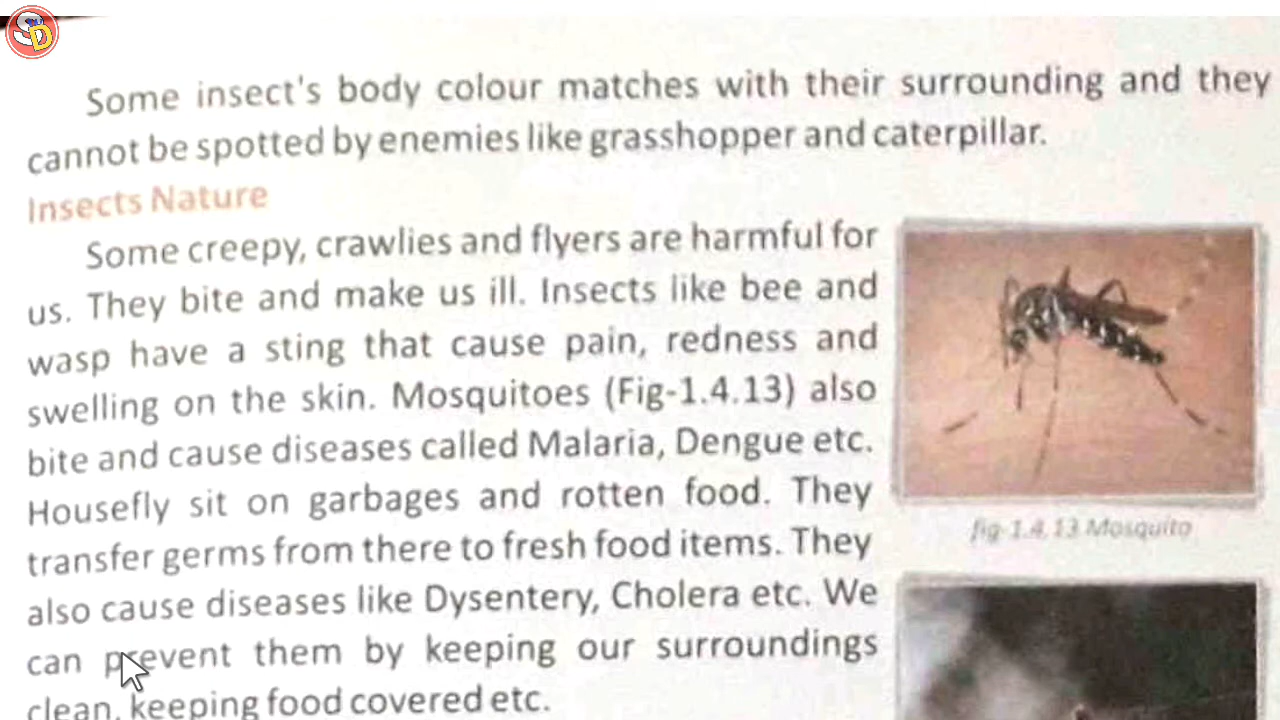 Some insect's body colour matches with their surrounding and they
cannot be spotted by enemies like grasshopper and caterpillar.
Insects Nature
Some creepy, crawlies and flyers are harmful for
us. They bite and make us ill. Insects like bee and
wasp have a sting that cause pain, redness and
swelling on the skin. Mosquitoes (Fig-1.4.13) also
bite and cause diseases called Malaria, Dengue etc.
Housefly sit on garbages and rotten food. They
transfer germs from there to fresh food items. They
also cause diseases like Dysentery, Cholera etc. We
can prevent them by keeping our surroundings
clean, keeping food covered etc.
fig-1.4.13 Mosquito